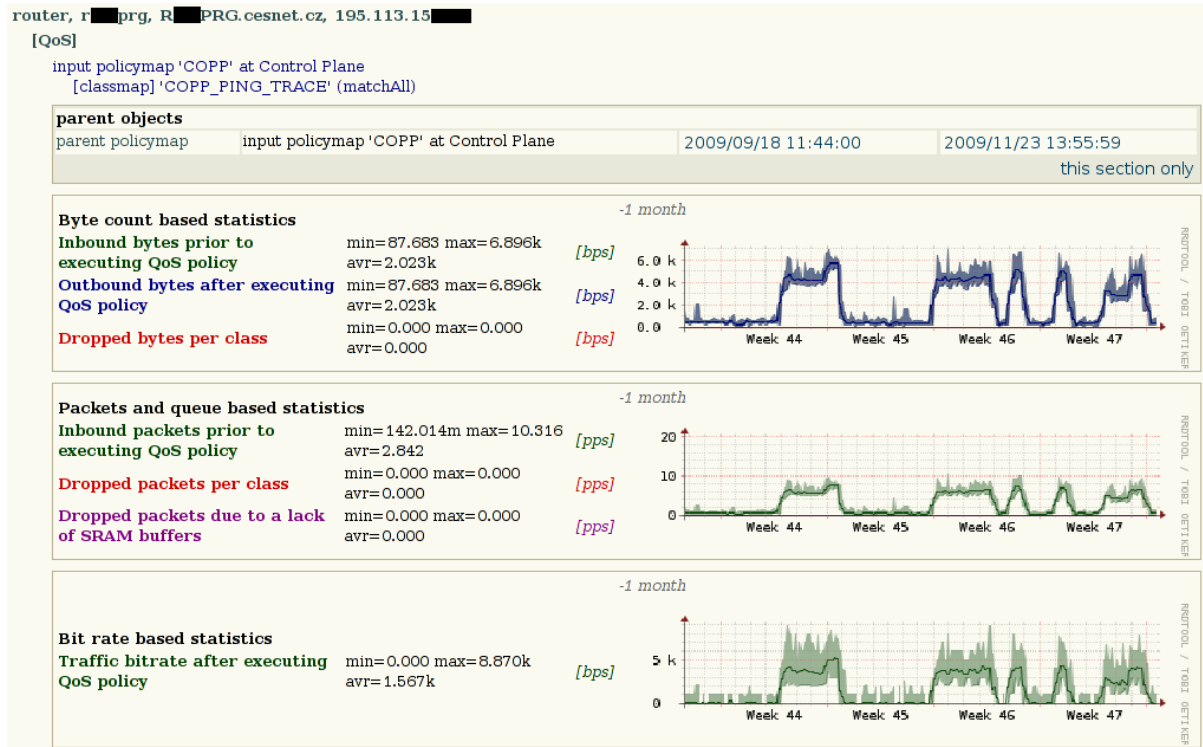 router, r prg, R PRG.cesnet.cz, 195.113.15
[QoS]
input policymap 'COPP' at Control Plane
[classmap] 'COPP_PING_TRACE' (matchAll)
parent objects
parent policymap input policymap 'COPP' at Control Plane 2009/09/18 11:44:00 2009/11/23 13:55:59
this section only
-1 month
Byte count based statistics
Inbound bytes prior to executing QoS policy min=87.683 max=6.896k avr=2.023k [bps]
Outbound bytes after executing QoS policy min=87.683 max=6.896k avr=2.023k [bps]
Dropped bytes per class min=0.000 max=0.000 avr=0.000 [bps]
6.0 k
4.0 k
2.0 k
0.0
Week 44 Week 45 Week 46 Week 47
RRDTOOL / TOBI OETIKER
-1 month
Packets and queue based statistics
Inbound packets prior to executing QoS policy min=142.014m max=10.316 avr=2.842 [pps]
Dropped packets per class min=0.000 max=0.000 avr=0.000 [pps]
Dropped packets due to a lack of SRAM buffers min=0.000 max=0.000 avr=0.000 [pps]
20
10
0
Week 44 Week 45 Week 46 Week 47
RRDTOOL / TOBI OETIKER
-1 month
Bit rate based statistics
Traffic bitrate after executing QoS policy min=0.000 max=8.870k avr=1.567k [bps]
5 k
0
Week 44 Week 45 Week 46 Week 47
RRDTOOL / TOBI OETIKER